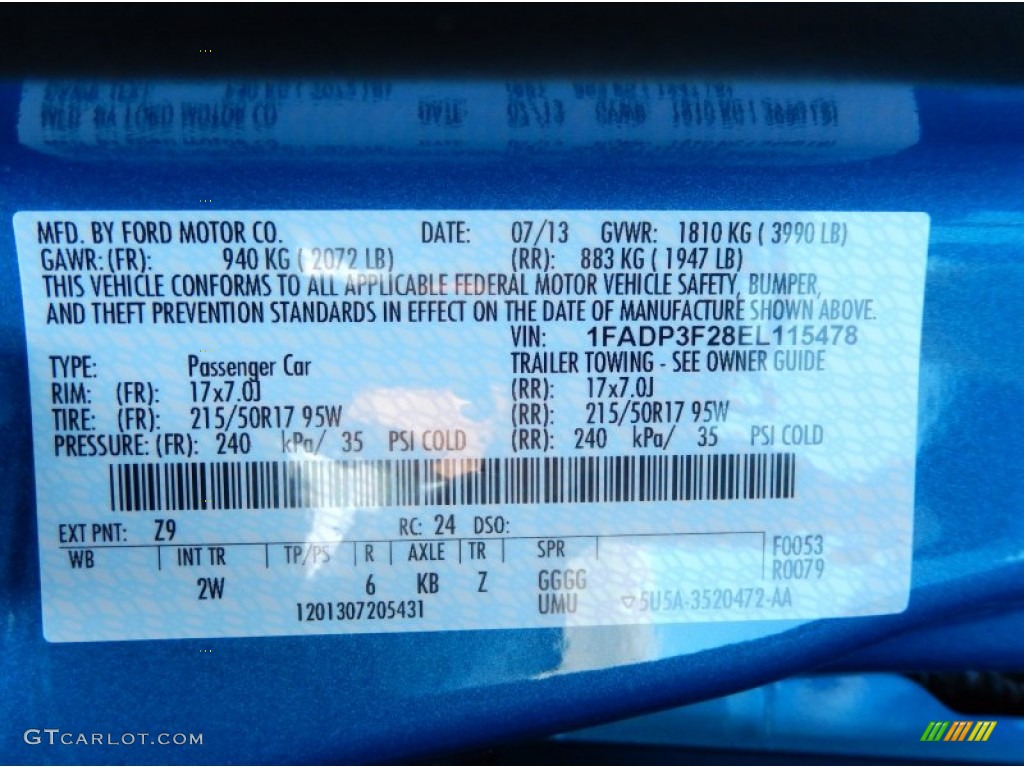 MFD. BY FORD MOTOR CO. DATE: 07/13 GVWR: 1810 KG ( 3990 LB)
GAWR: (FR): 940 KG ( 2072 LB) (RR): 883 KG ( 1947 LB)
THIS VEHICLE CONFORMS TO ALL APPLICABLE FEDERAL MOTOR VEHICLE SAFETY, BUMPER,
AND THEFT PREVENTION STANDARDS IN EFFECT ON THE DATE OF MANUFACTURE SHOWN ABOVE.
VIN: 1FADP3F28EL115478
TYPE: Passenger Car TRAILER TOWING - SEE OWNER GUIDE
RIM: (FR): 17x7.0J (RR): 17x7.0J
TIRE: (FR): 215/50R17 95W (RR): 215/50R17 95W
PRESSURE: (FR): 240 kPa/ 35 PSI COLD (RR): 240 kPa/ 35 PSI COLD
EXT PNT: Z9 RC: 24 DSO:
WB INT TR TP/PS R AXLE TR SPR F0053
R0079
2W 6 KB Z GGGG
1201307205431 UMU ▽5U5A-3520472-AA
GTCARLOT.COM